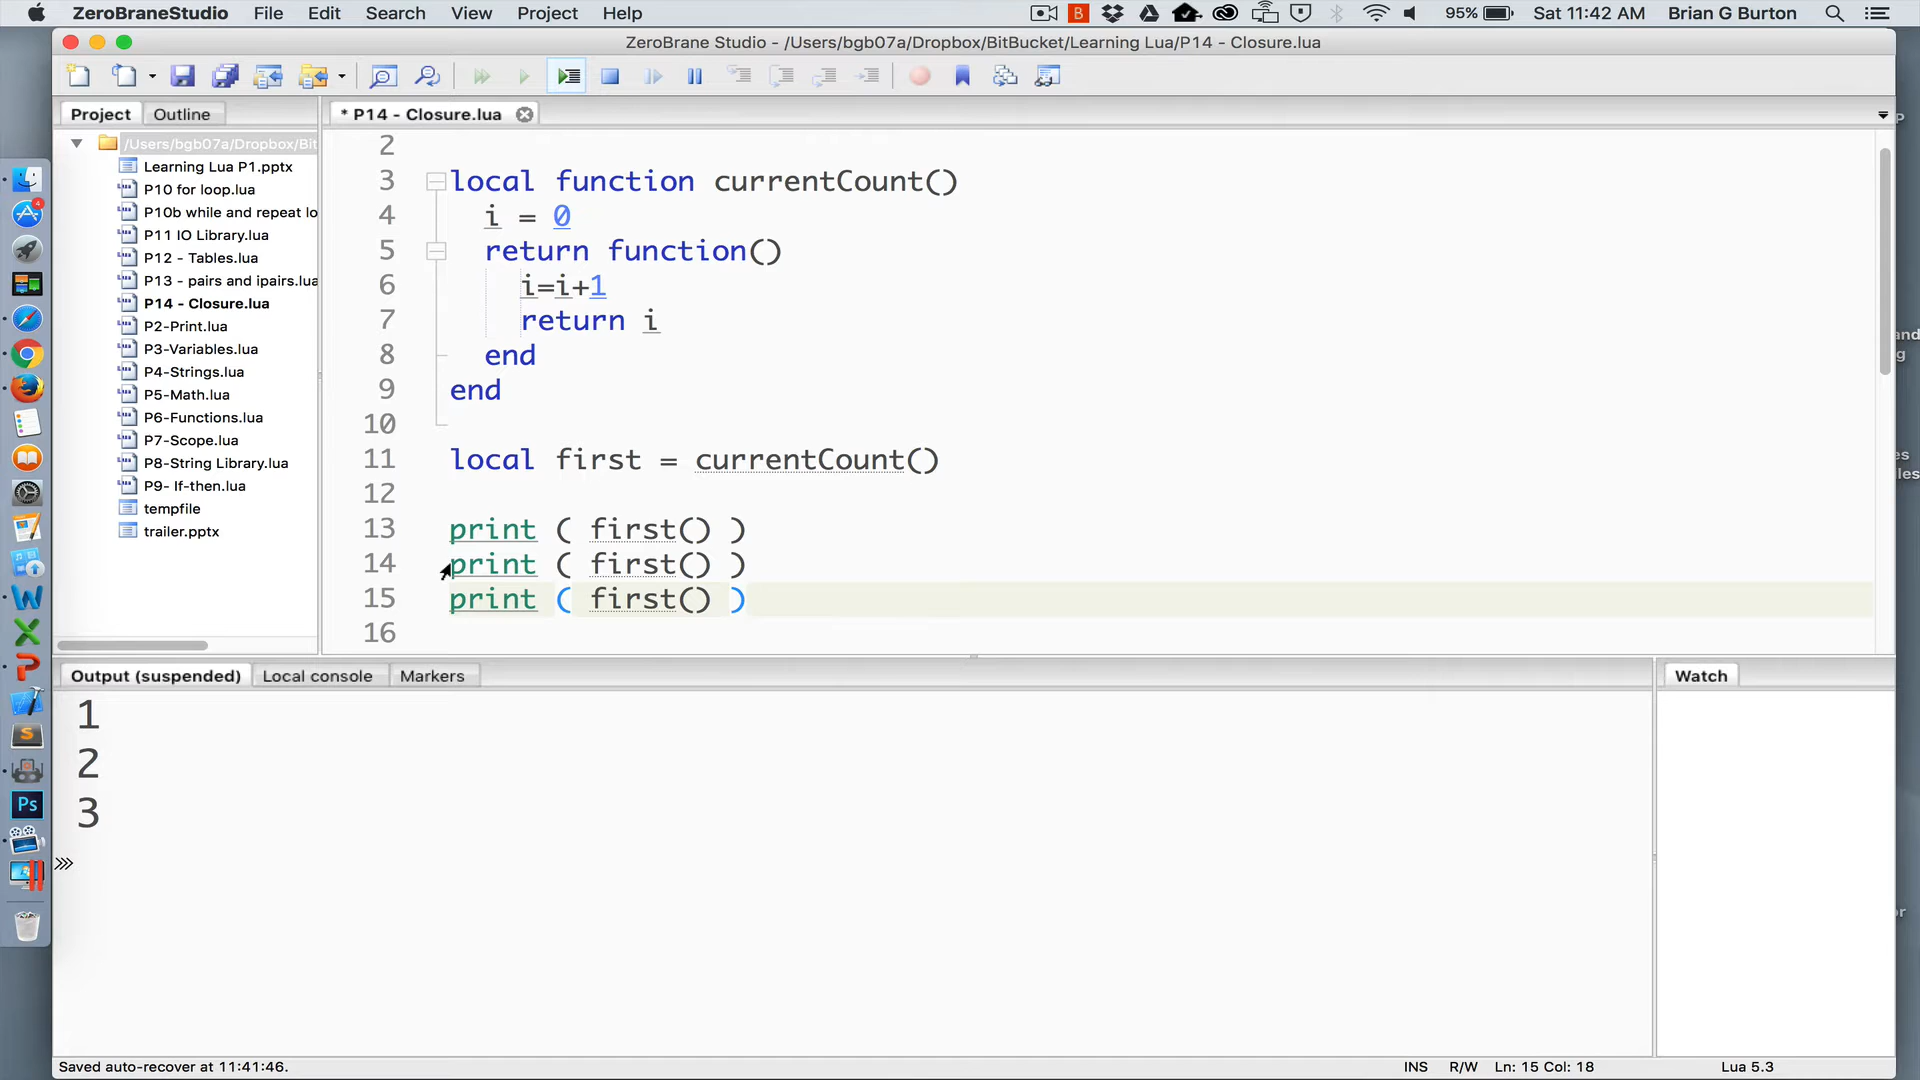 ZeroBraneStudio File Edit Search View Project Help 95% Sat 11:42 AM Brian G Burton
ZeroBrane Studio - /Users/bgb07a/Dropbox/BitBucket/Learning Lua/P14 - Closure.lua
Project Outline
* P14 - Closure.lua
/Users/bgb07a/Dropbox/Bit
Learning Lua P1.pptx
P10 for loop.lua
P10b while and repeat lo
P11 IO Library.lua
P12 - Tables.lua
P13 - pairs and ipairs.lua
P14 - Closure.lua
P2-Print.lua
P3-Variables.lua
P4-Strings.lua
P5-Math.lua
P6-Functions.lua
P7-Scope.lua
P8-String Library.lua
P9- If-then.lua
tempfile
trailer.pptx
2
3 local function currentCount()
4 i = 0
5 return function()
6 i=i+1
7 return i
8 end
9 end
10
11 local first = currentCount()
12
13 print ( first() )
14 print ( first() )
15 print ( first() )
16
Output (suspended) Local console Markers
Watch
1
2
3
Saved auto-recover at 11:41:46. INS R/W Ln: 15 Col: 18 Lua 5.3